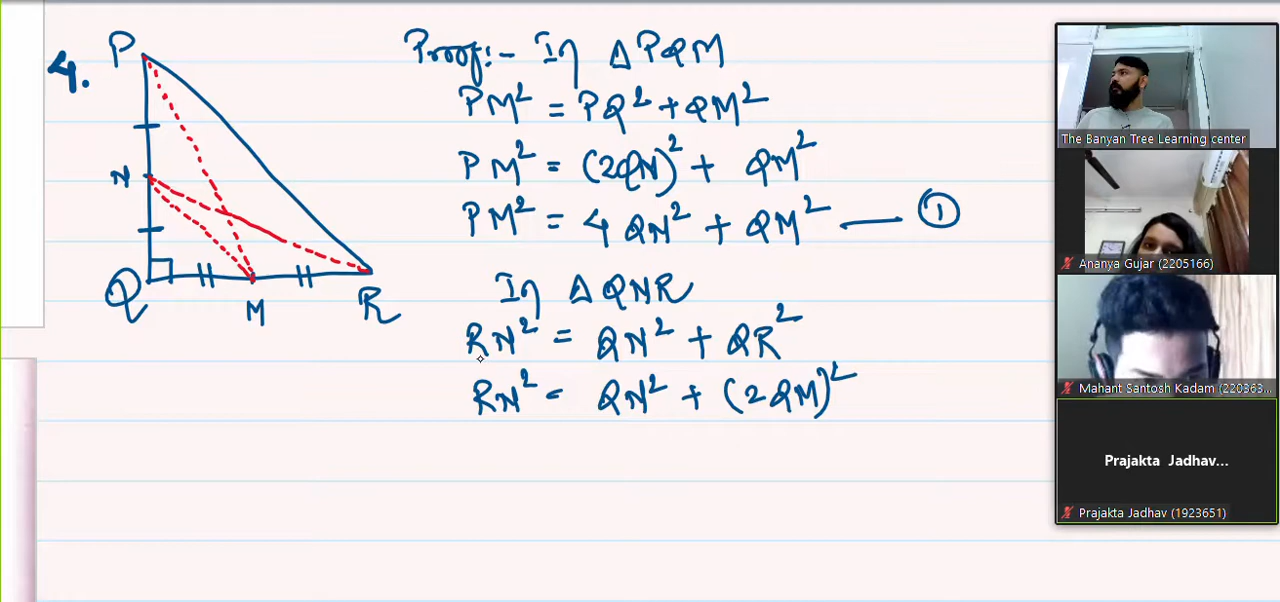 4.
P
N
Q
M
R
Proof:- In △PQM
PM² = PQ² + QM²
PM² = (2QN)² + QM²
PM² = 4QN² + QM² — ①
In △QNR
RN² = QN² + QR²
RN² = QN² + (2QM)²
The Banyan Tree Learning center
Ananya Gujar (2205166)
Mahant Santosh Kadam (220363...
Prajakta Jadhav...
Prajakta Jadhav (1923651)